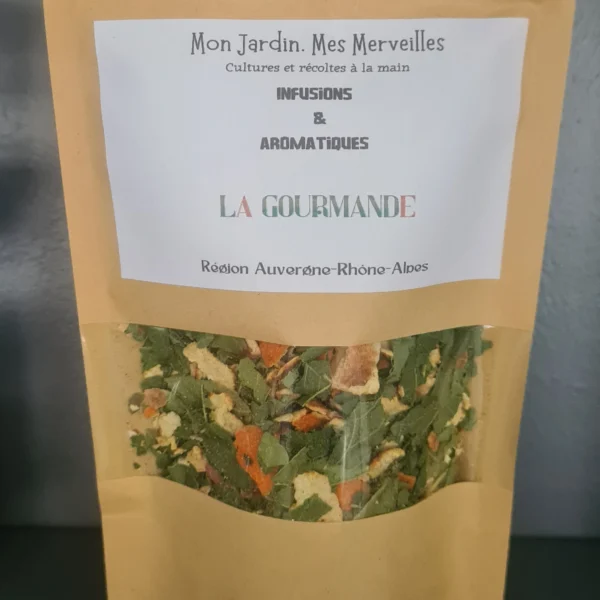 Mon Jardin. Mes Merveilles
Cultures et récoltes à la main
INFUSIONS
&
AROMATIQUES
LA GOURMANDE
Région Auvergne-Rhône-Alpes